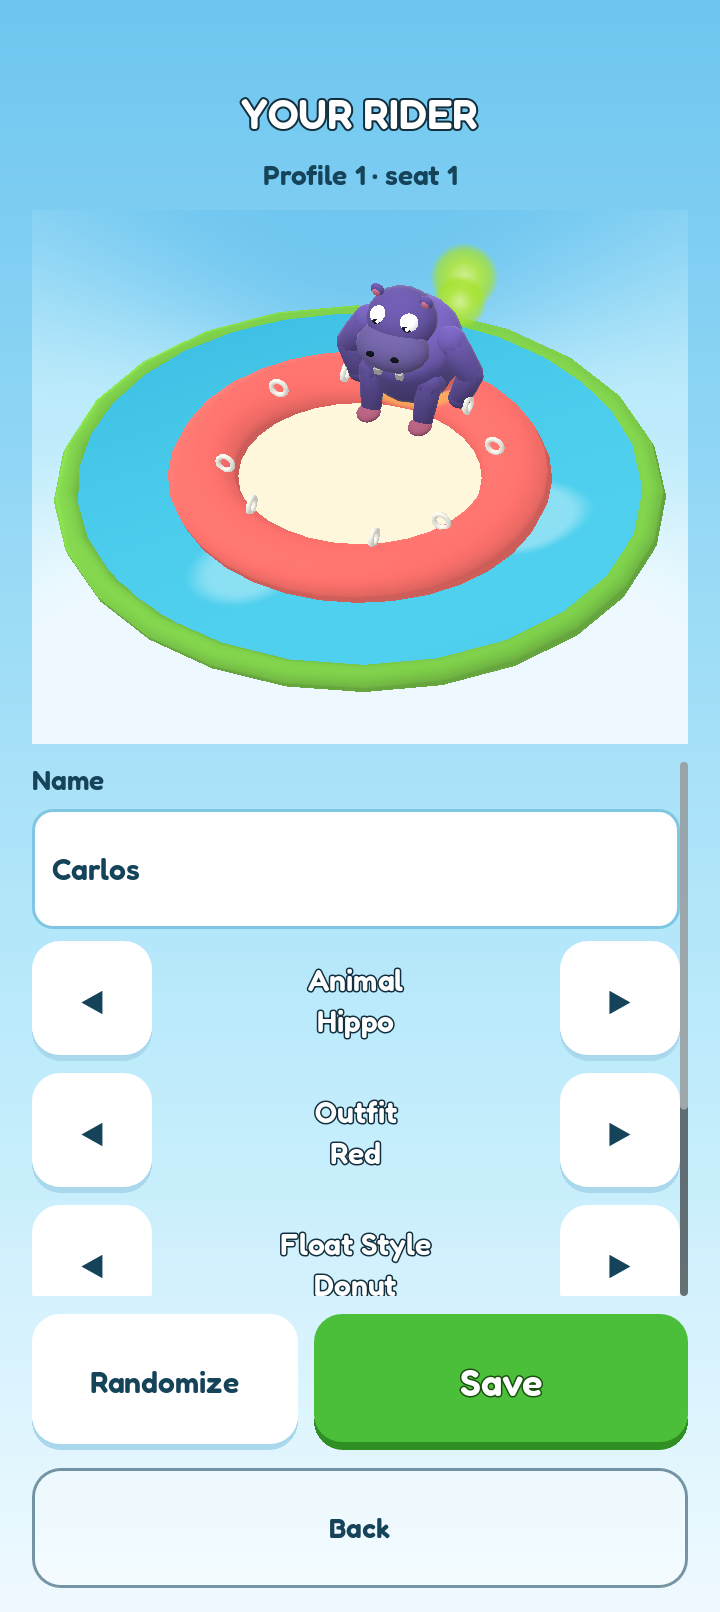 YOUR RIDER
Profile 1 · seat 1
Name
Carlos
Animal
Hippo
Outfit
Red
Float Style
Donut
Randomize
Save
Back